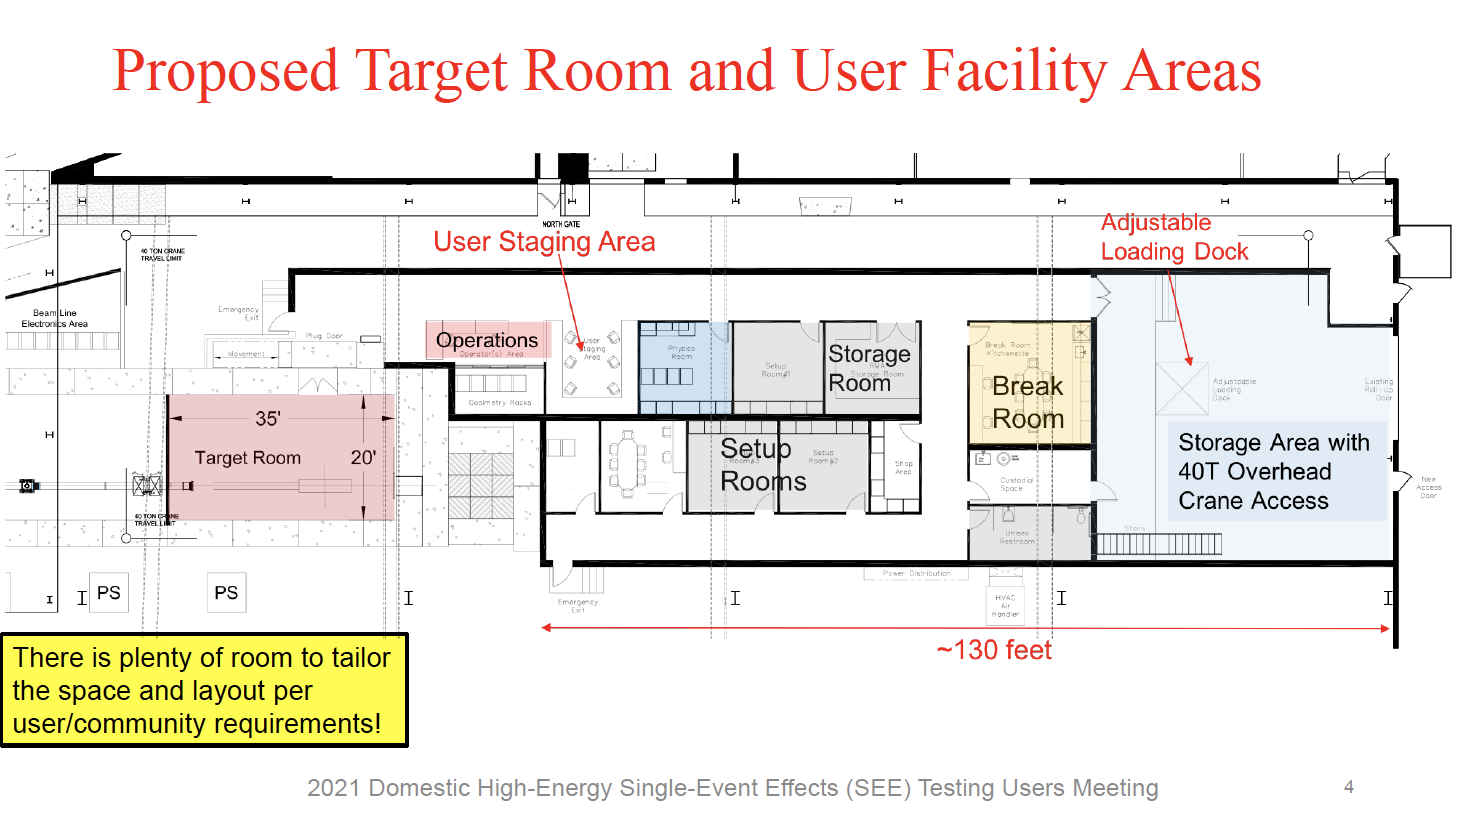 Proposed Target Room and User Facility Areas
NORTH GATE
User Staging Area
Adjustable
Loading Dock
40 TON CRANE
TRAVEL LIMIT
Beam Line
Electronics Area
Emergency
Exit
Plug Door
Movement
Operations
Operator(s) Area
Dosimetry Racks
User
Staging
Area
Physics
Room
Setup
Room#1
Storage
Room
Storage Room
Break Room
Kitchenette
Break
Room
Adjustable
Loading
Dock
Existing
Roll-Up
Door
35'
Target Room
20'
40 TON CRANE
TRAVEL LIMIT
Setup
Rooms
Room#3
Setup
Room#2
Shop
Area
Custodial
Space
Unisex
Restroom
Storage Area with
40T Overhead
Crane Access
New
Access
Door
Stairs
PS
PS
Emergency
Exit
Power Distribution
HVAC
Air
Handler
~130 feet
There is plenty of room to tailor
the space and layout per
user/community requirements!
2021 Domestic High-Energy Single-Event Effects (SEE) Testing Users Meeting
4